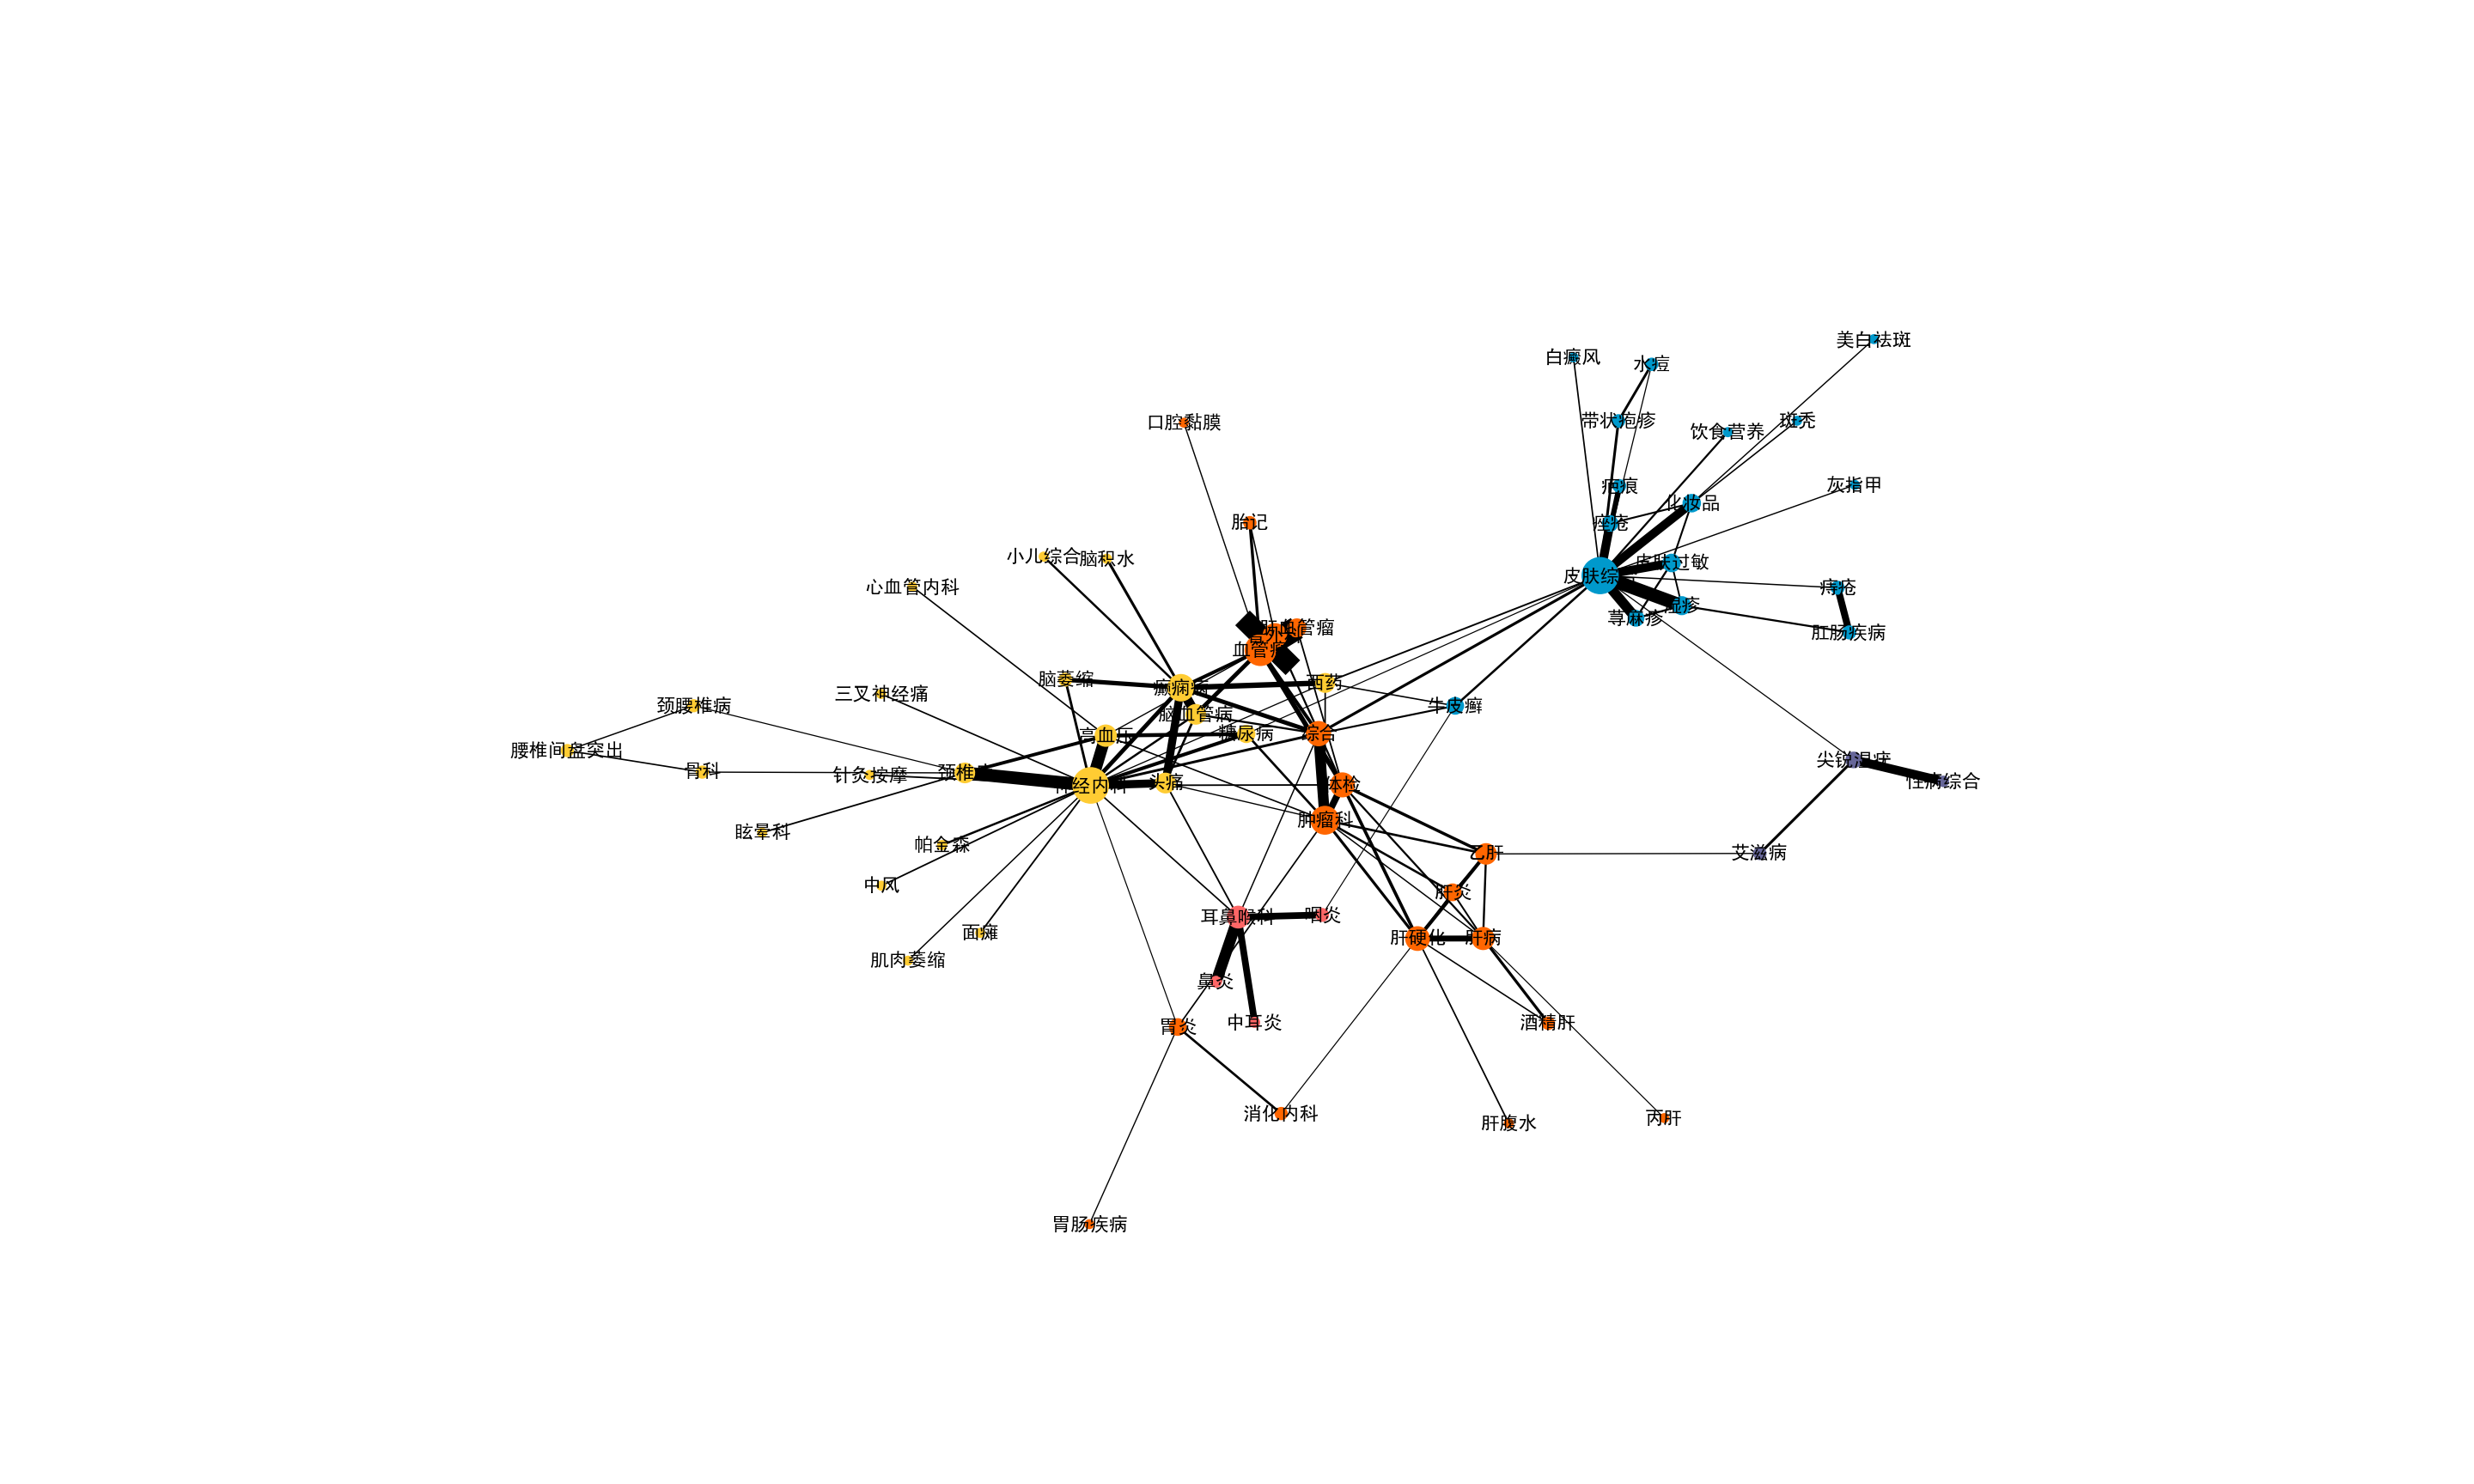 美白祛斑
白癜风
水痘
带状疱疹
斑秃
口腔黏膜
饮食营养
灰指甲
疤痕
化妆品
胎记
痤疮
小儿综合
脑积水
皮肤过敏
皮肤综
心血管内科
痔疮
湿疹
荨麻疹
肝血管瘤
肛肠疾病
血管瘤
脑萎缩
西药
癫痫病
三叉神经痛
颈腰椎病
牛皮癣
脑血管病
高血压
糖尿病
综合
腰椎间盘突出
尖锐湿疣
骨科
颈椎
针灸按摩
性病综合
头痛
体检
经内科
肿瘤科
眩晕科
帕金森
乙肝
艾滋病
中风
肝炎
耳鼻喉科
咽炎
面瘫
肝硬化
肝病
肌肉萎缩
鼻炎
胃炎
中耳炎
酒精肝
消化内科
肝腹水
丙肝
胃肠疾病